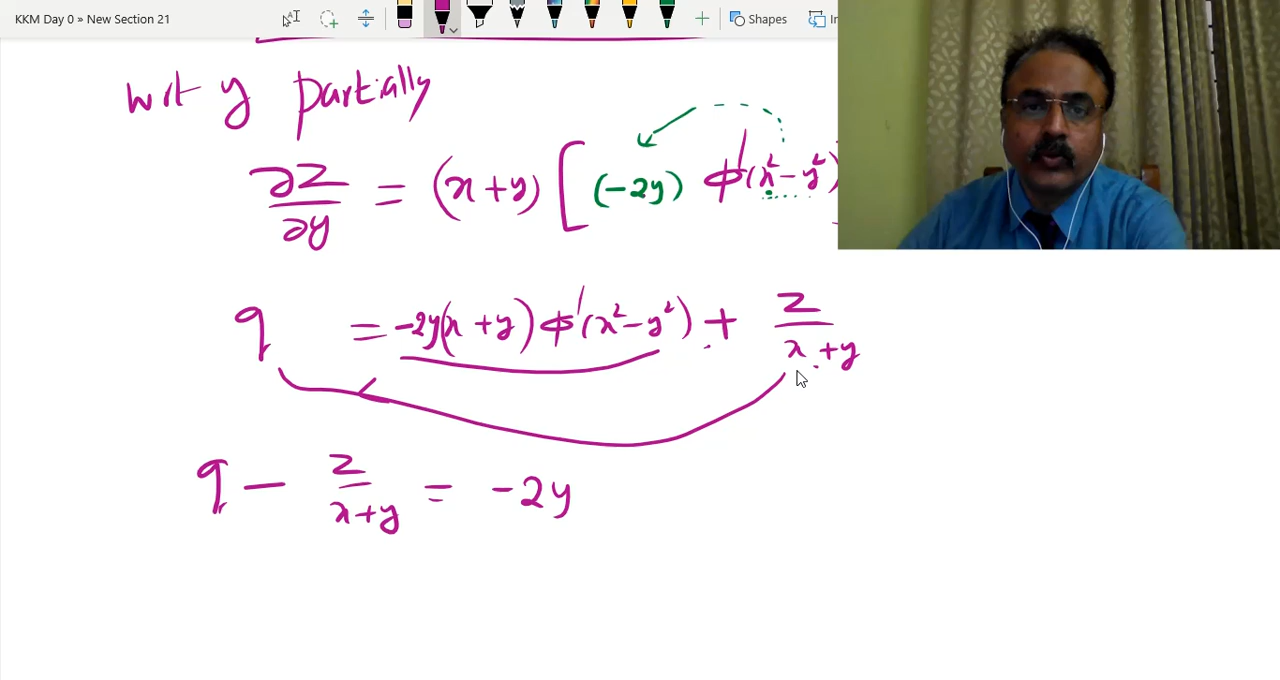 KKM Day 0 » New Section 21
Shapes
wrt y partially
∂z/∂y = (x+y) [ (-2y) ϕ'(x²-y²)
q = -2y(x+y) ϕ'(x²-y²) + z/(x+y)
q - z/(x+y) = -2y